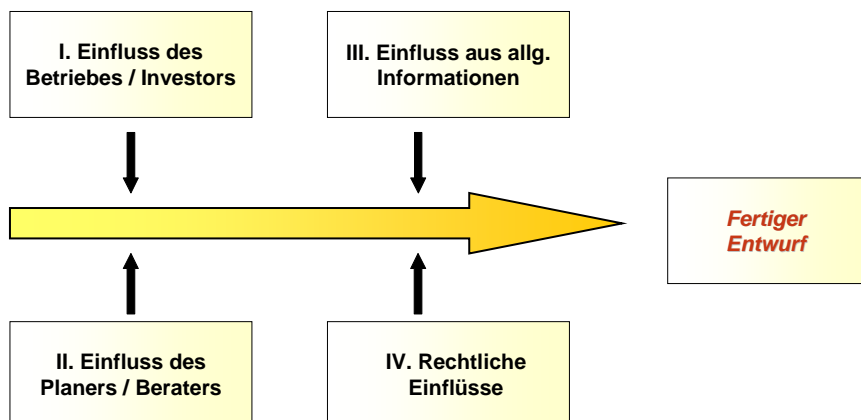 I. Einfluss des
Betriebes / Investors
III. Einfluss aus allg.
Informationen
Fertiger
Entwurf
II. Einfluss des
Planers / Beraters
IV. Rechtliche
Einflüsse